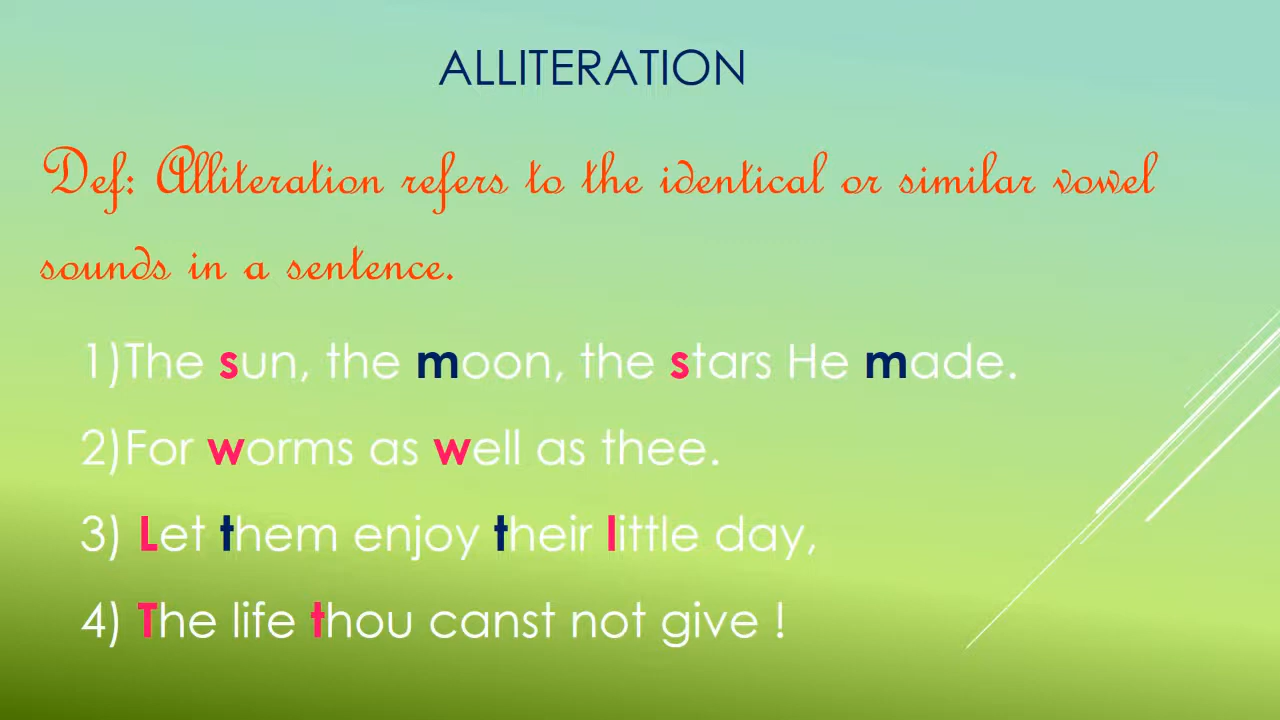 ALLITERATION
Def: Alliteration refers to the identical or similar vowel
sounds in a sentence.
1)The sun, the moon, the stars He made.
2)For worms as well as thee.
3) Let them enjoy their little day,
4) The life thou canst not give !